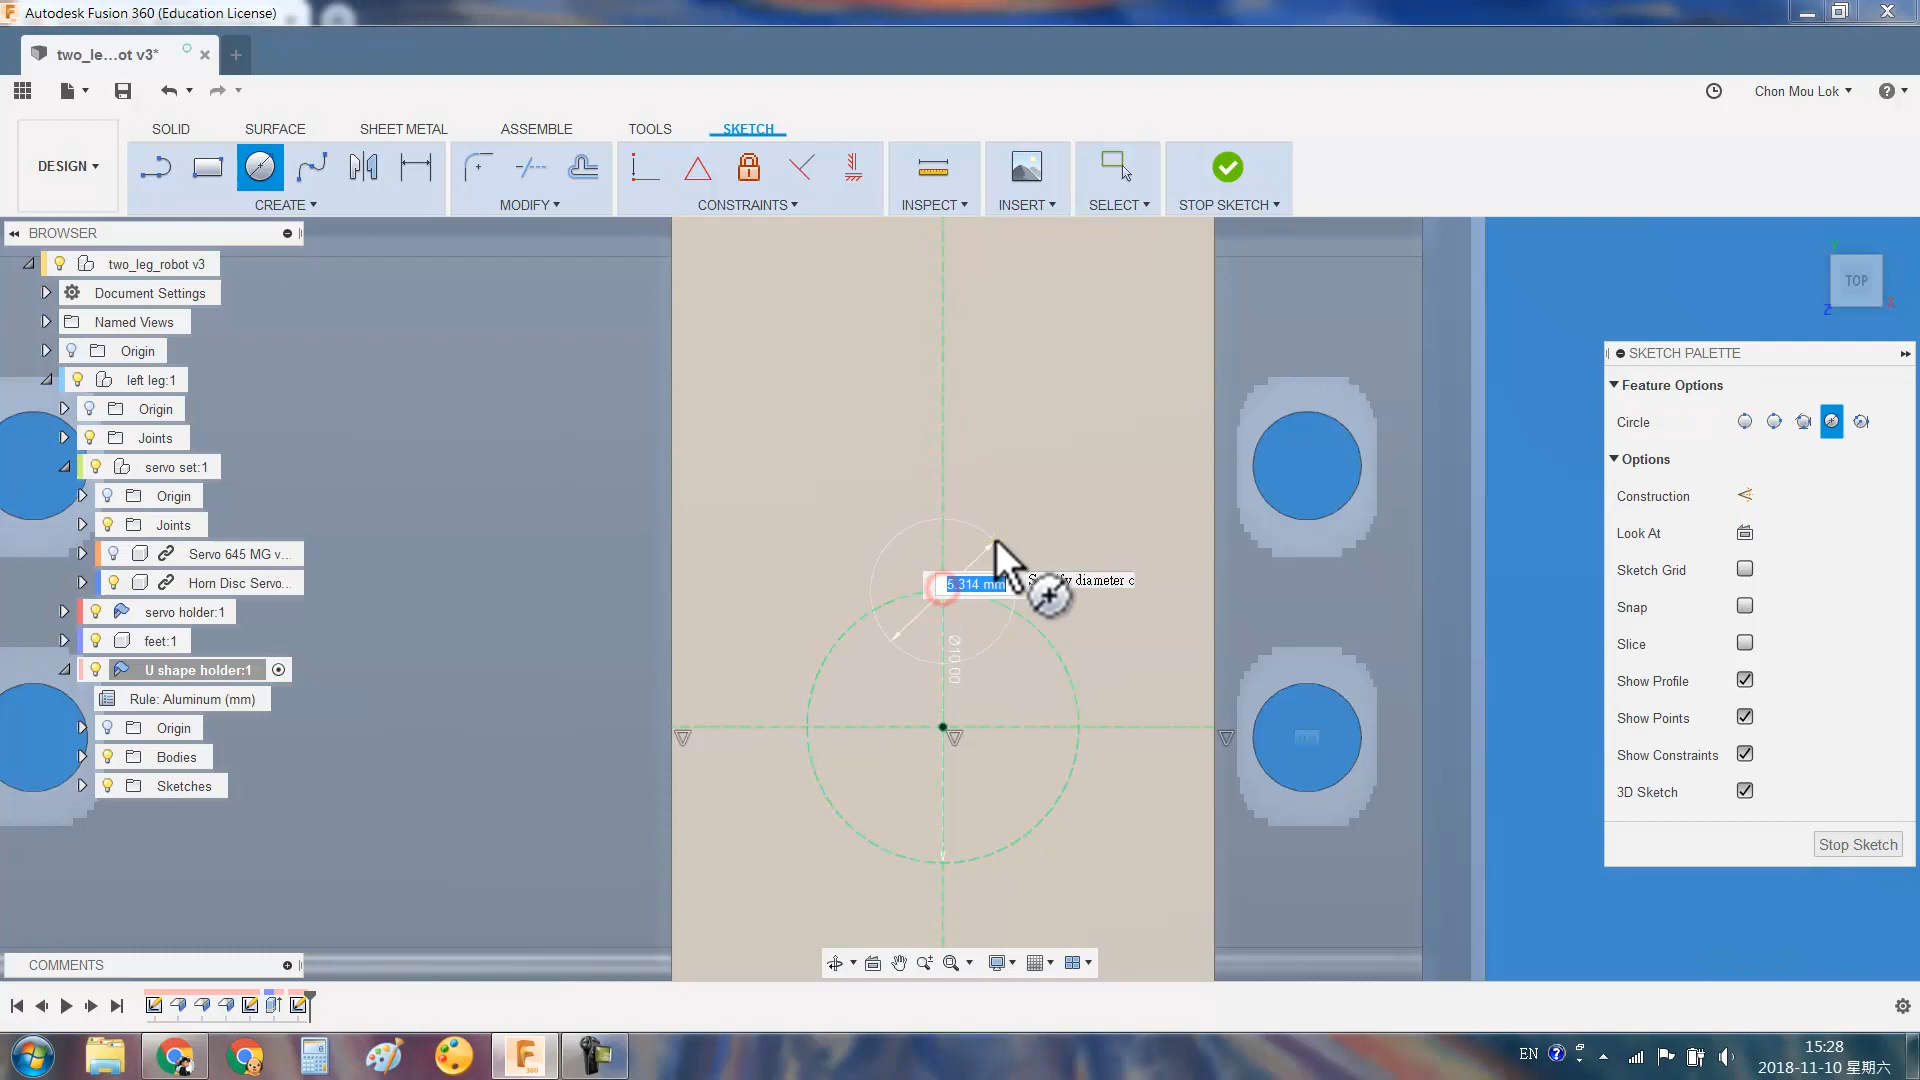 Autodesk Fusion 360 (Education License)
two_le...ot v3*
Chon Mou Lok
DESIGN
SOLID
SURFACE
SHEET METAL
ASSEMBLE
TOOLS
SKETCH
CREATE
MODIFY
CONSTRAINTS
INSPECT
INSERT
SELECT
STOP SKETCH
BROWSER
two_leg_robot v3
Document Settings
Named Views
Origin
left leg:1
Origin
Joints
servo set:1
Origin
Joints
Servo 645 MG v...
Horn Disc Servo...
servo holder:1
feet:1
U shape holder:1
Rule: Aluminum (mm)
Origin
Bodies
Sketches
5.314 mm
diameter
Ø10.00
TOP
X
Z
SKETCH PALETTE
Feature Options
Circle
Options
Construction
Look At
Sketch Grid
Snap
Slice
Show Profile
Show Points
Show Constraints
3D Sketch
Stop Sketch
COMMENTS
EN
15:28
2018-11-10 星期六